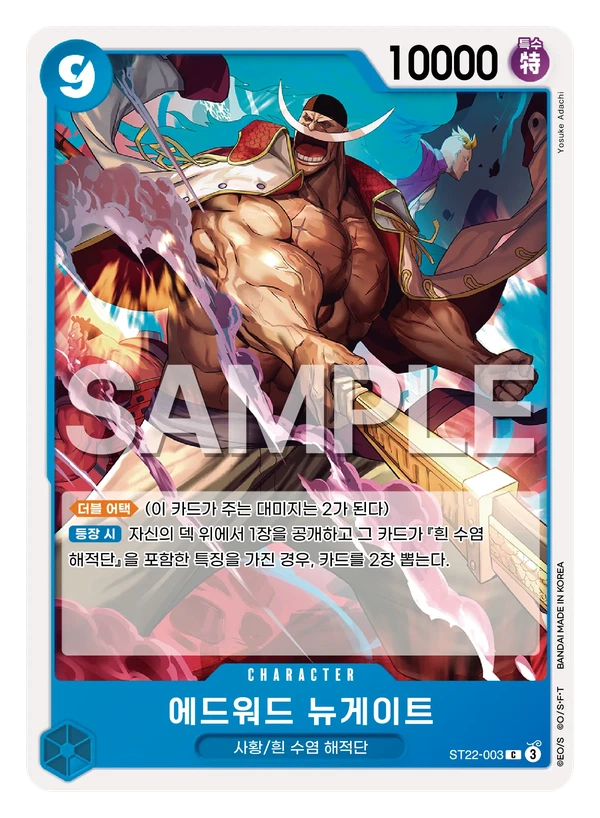 9
10000
특수
特
Yosuke Adachi
SAMPLE
더블 어택 (이 카드가 주는 대미지는 2가 된다)
등장 시 자신의 덱 위에서 1장을 공개하고 그 카드가 『흰 수염
해적단』을 포함한 특징을 가진 경우, 카드를 2장 뽑는다.
CHARACTER
에드워드 뉴게이트
사황/흰 수염 해적단
ST22-003 C 3
©EO/S ©O/S·F·T BANDAI MADE IN KOREA